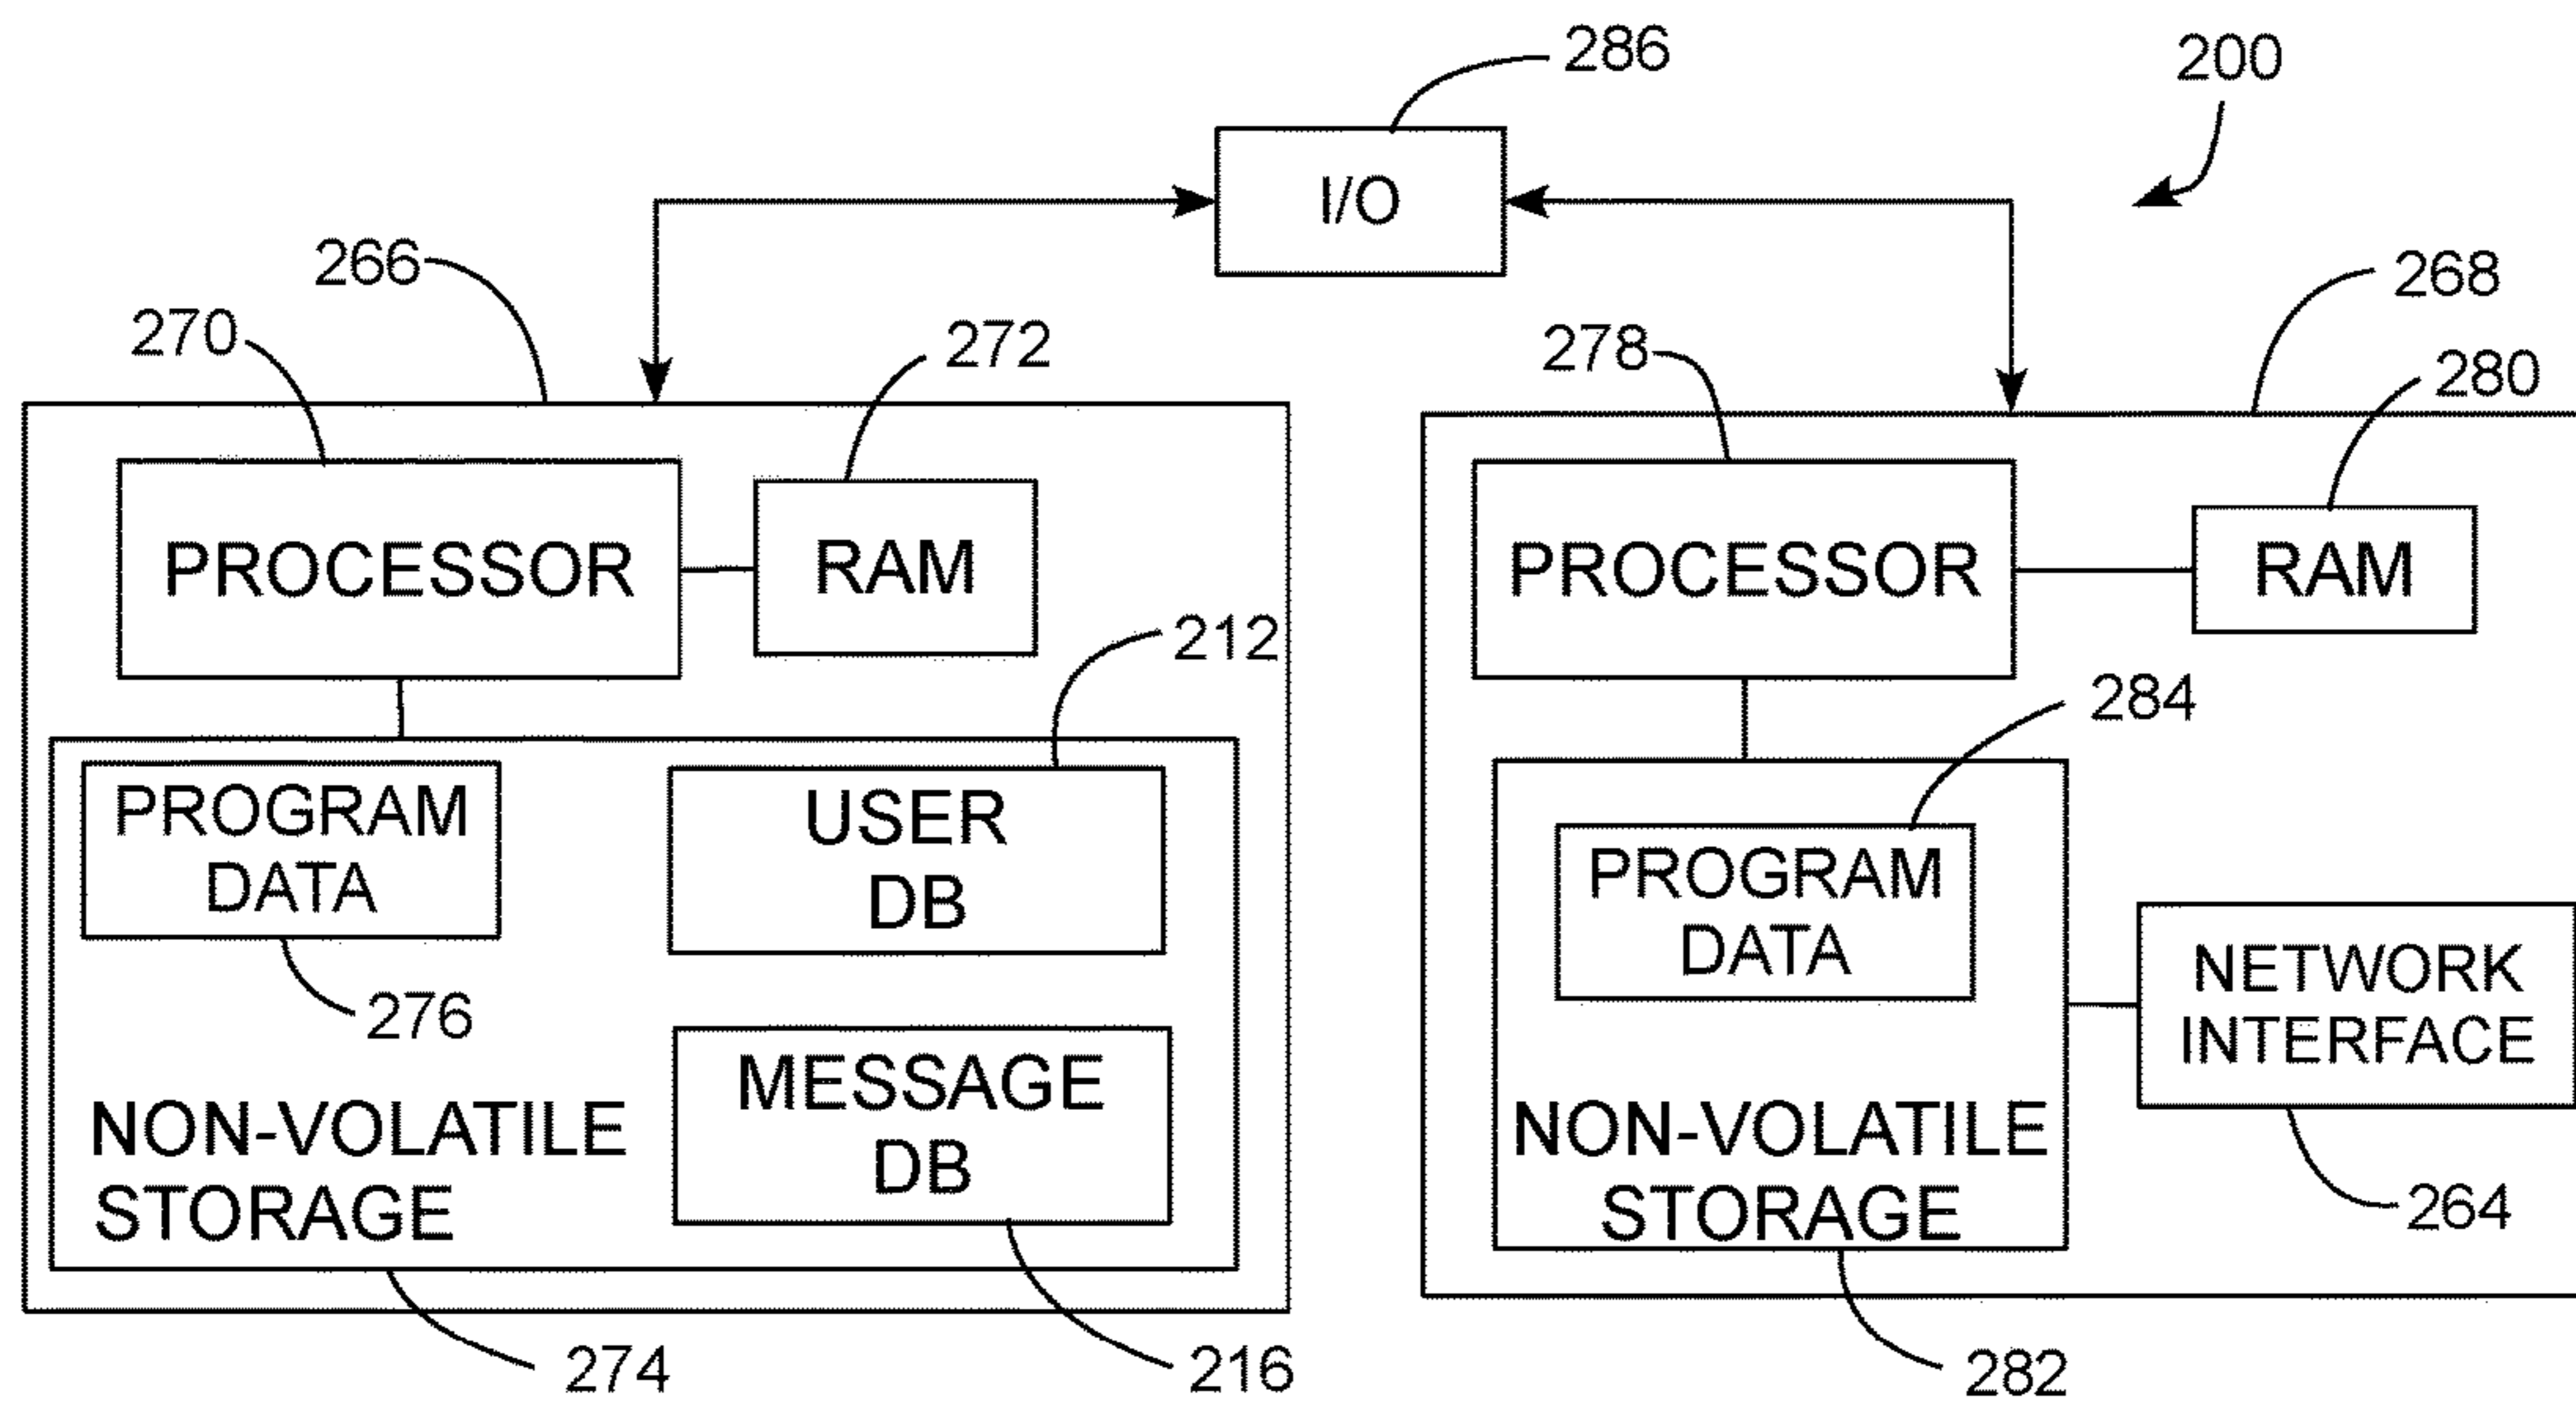 286
200
I/O
266
268
270
272
278
280
PROCESSOR
RAM
PROCESSOR
RAM
212
284
PROGRAM
DATA
USER
DB
PROGRAM
DATA
276
NETWORK
INTERFACE
MESSAGE
DB
NON-VOLATILE
STORAGE
NON-VOLATILE
STORAGE
264
274
216
282